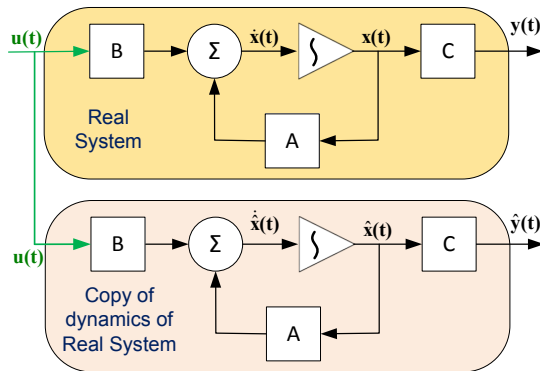 u(t) B Σ ẋ(t) ∫ x(t) C y(t)
A
Real
System
u(t) B Σ x̂̇(t) ∫ x̂(t) C ŷ(t)
A
Copy of
dynamics of
Real System